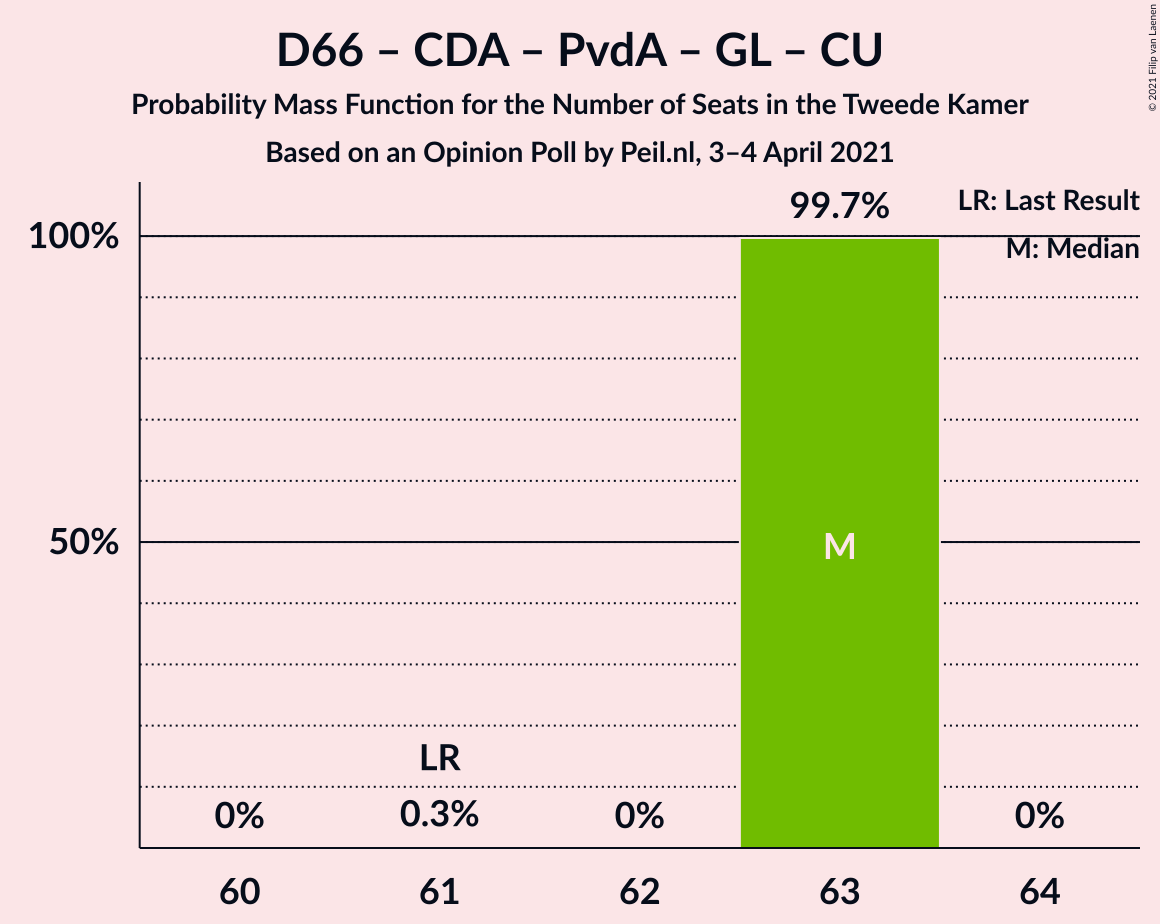 D66 – CDA – PvdA – GL – CU
Probability Mass Function for the Number of Seats in the Tweede Kamer
Based on an Opinion Poll by Peil.nl, 3–4 April 2021
© 2021 Filip van Laenen
LR: Last Result
M: Median
99.7%
100%
50%
M
LR
0%
0.3%
0%
0%
60
61
62
63
64